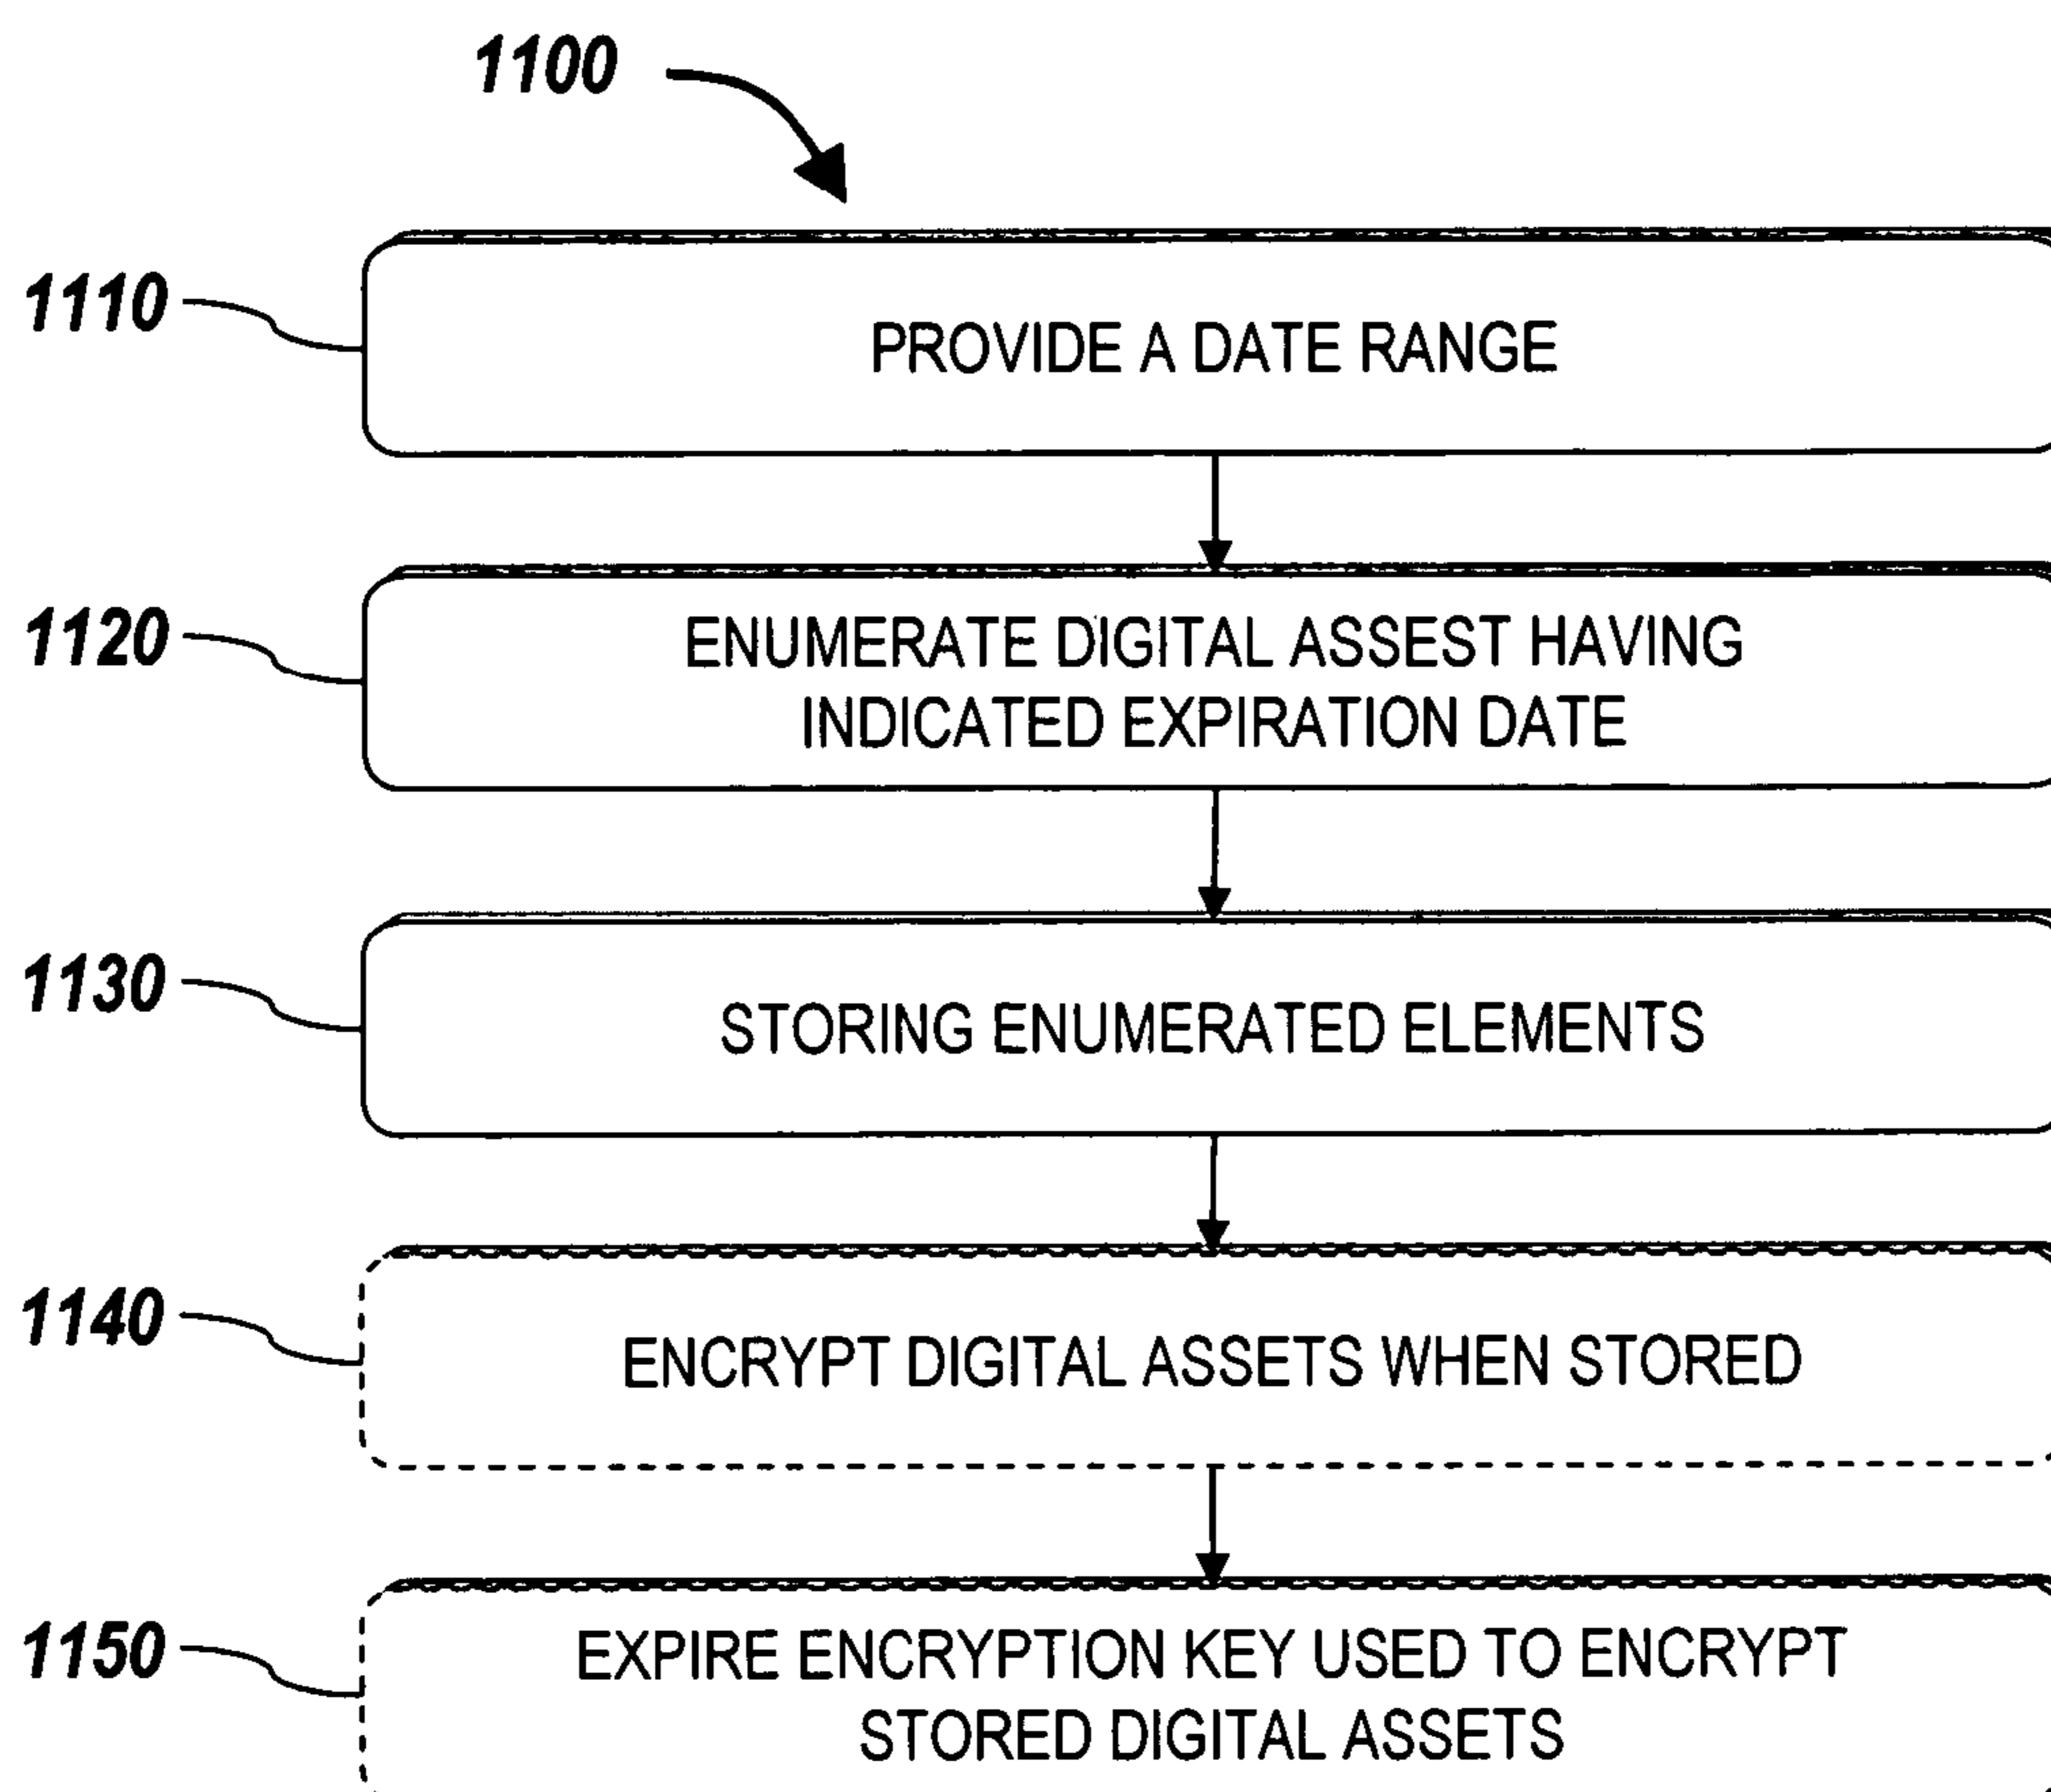 1100
1110
PROVIDE A DATE RANGE
1120
ENUMERATE DIGITAL ASSEST HAVING
INDICATED EXPIRATION DATE
1130
STORING ENUMERATED ELEMENTS
1140
ENCRYPT DIGITAL ASSETS WHEN STORED
1150
EXPIRE ENCRYPTION KEY USED TO ENCRYPT
STORED DIGITAL ASSETS